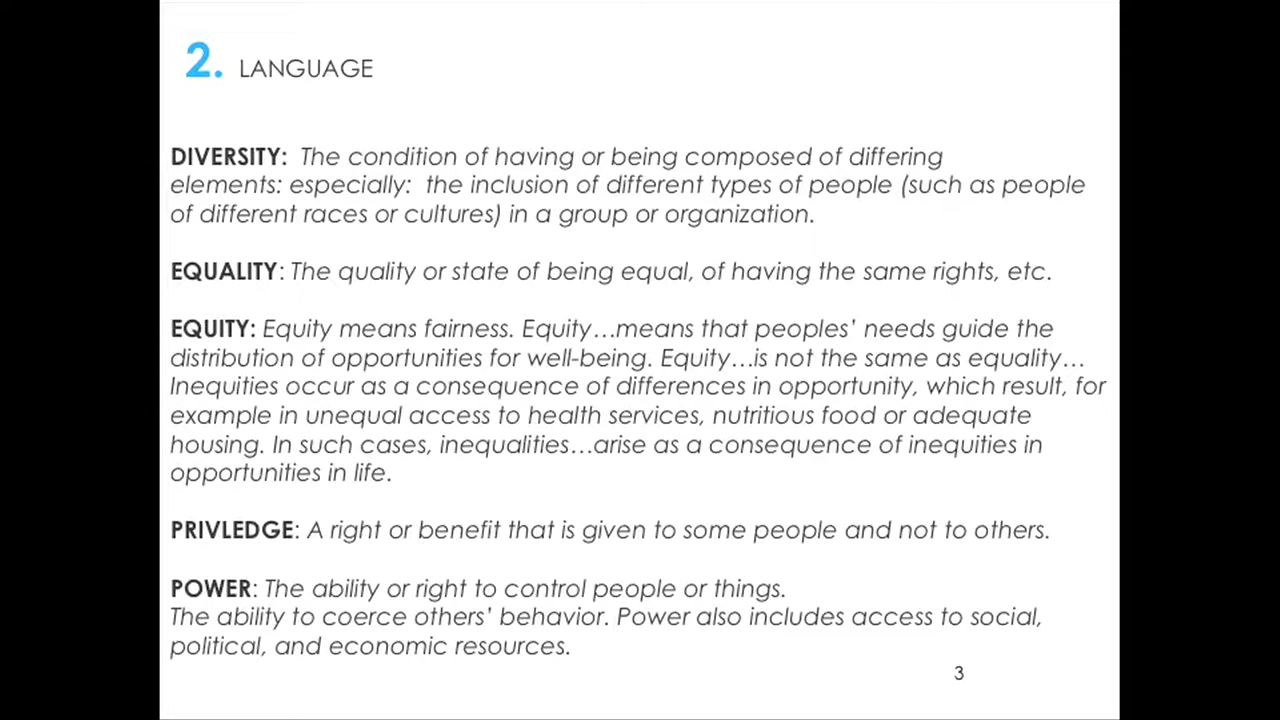 2. LANGUAGE
DIVERSITY: The condition of having or being composed of differing
elements: especially: the inclusion of different types of people (such as people
of different races or cultures) in a group or organization.
EQUALITY: The quality or state of being equal, of having the same rights, etc.
EQUITY: Equity means fairness. Equity…means that peoples’ needs guide the
distribution of opportunities for well-being. Equity…is not the same as equality…
Inequities occur as a consequence of differences in opportunity, which result, for
example in unequal access to health services, nutritious food or adequate
housing. In such cases, inequalities…arise as a consequence of inequities in
opportunities in life.
PRIVLEDGE: A right or benefit that is given to some people and not to others.
POWER: The ability or right to control people or things.
The ability to coerce others’ behavior. Power also includes access to social,
political, and economic resources.
3